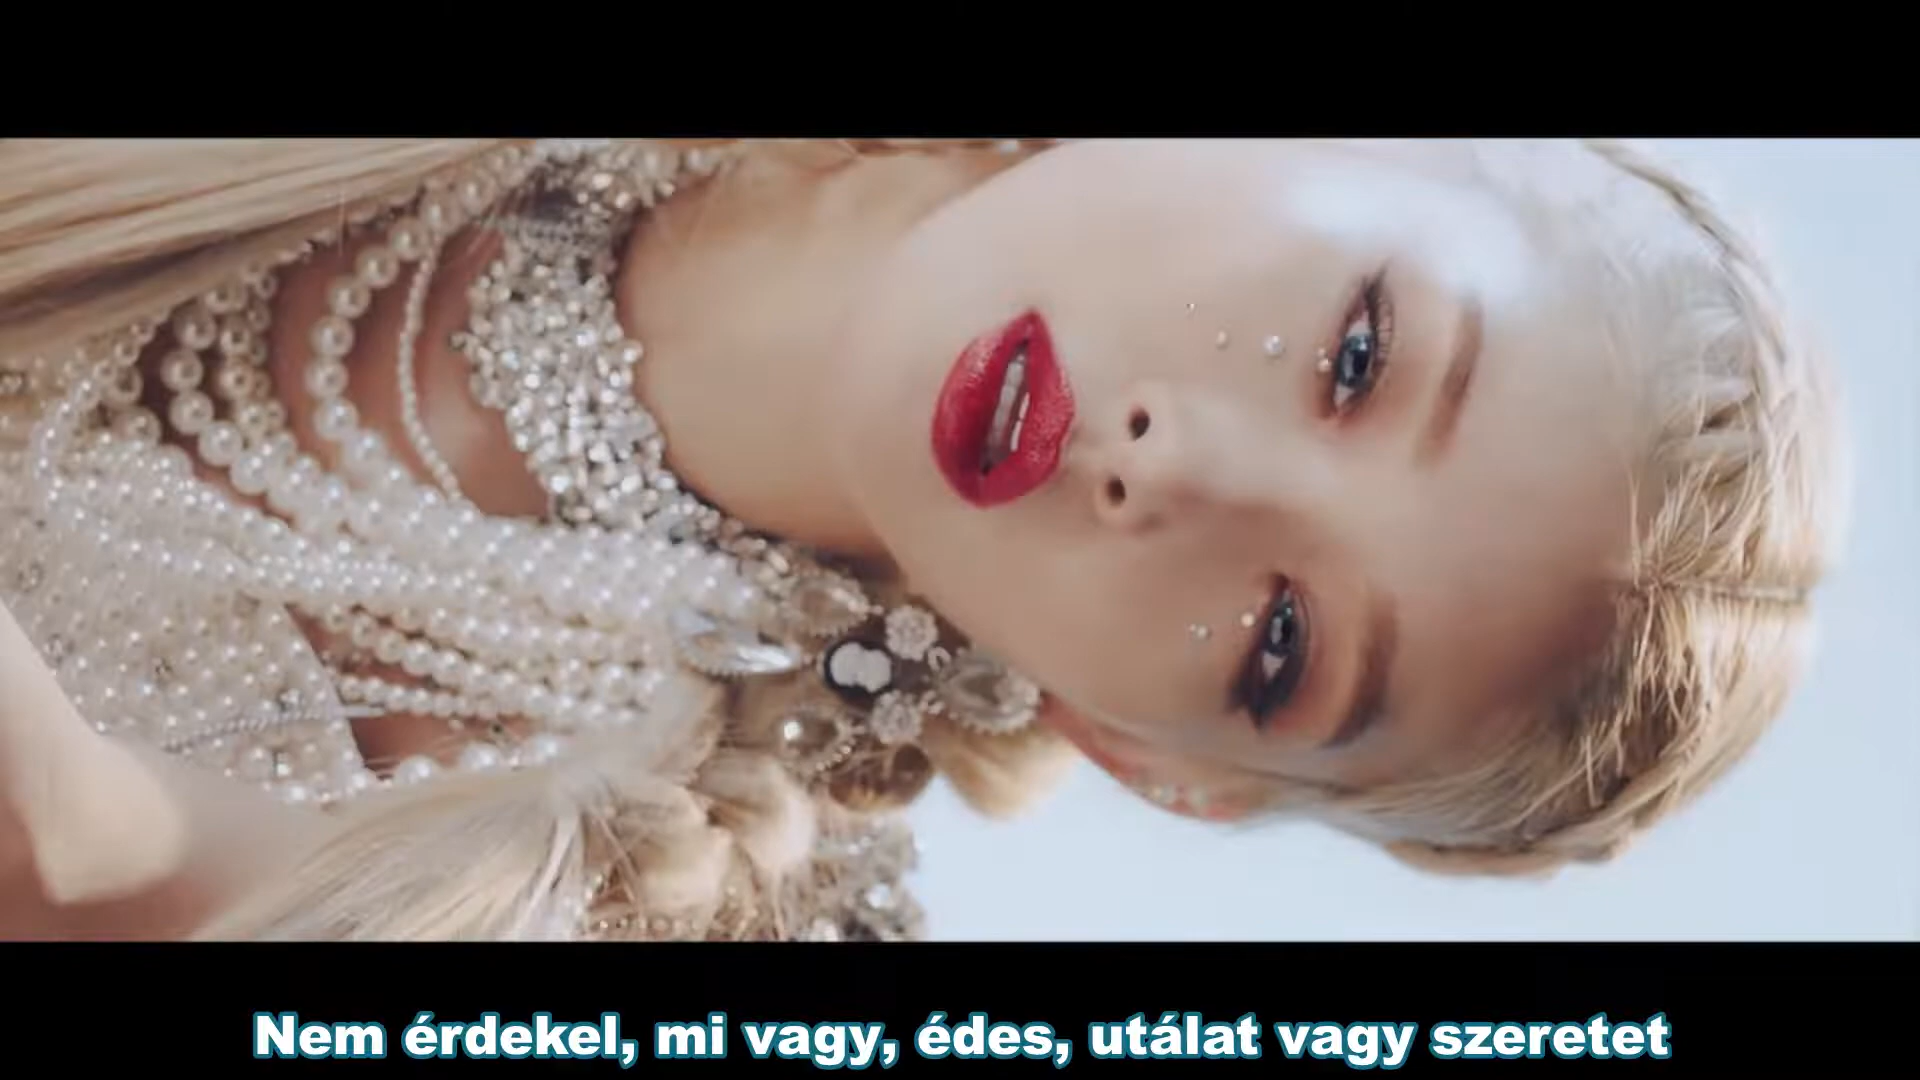 Nem érdekel, mi vagy, édes, utálat vagy szeretet